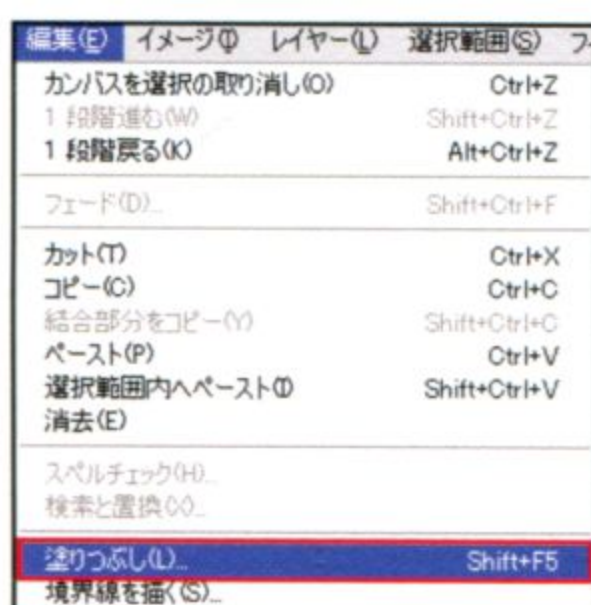 編集(E) イメージ(I) レイヤー(L) 選択範囲(S) フ
カンバスを選択の取り消し(O) Ctrl+Z
1 段階進む(W) Shift+Ctrl+Z
1 段階戻る(K) Alt+Ctrl+Z
フェード(D)... Shift+Ctrl+F
カット(T) Ctrl+X
コピー(C) Ctrl+C
結合部分をコピー(Y) Shift+Ctrl+C
ペースト(P) Ctrl+V
選択範囲内へペースト(I) Shift+Ctrl+V
消去(E)
スペルチェック(H)...
検索と置換(X)...
塗りつぶし(L)... Shift+F5
境界線を描く(S)...